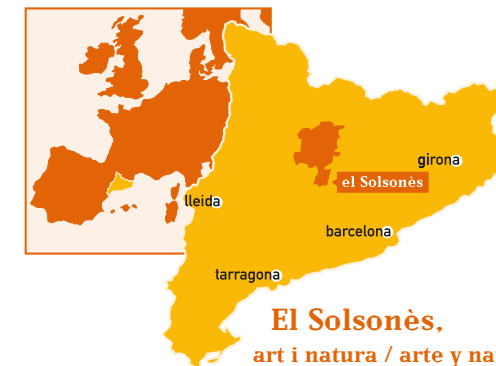 girona
el Solsonès
lleida
barcelona
tarragona
El Solsonès,
art i natura / arte y na